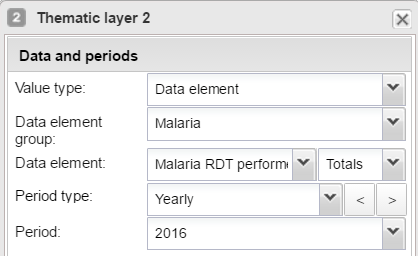 2 Thematic layer 2
Data and periods
Value type: Data element
Data element group: Malaria
Data element: Malaria RDT perform Totals
Period type: Yearly < >
Period: 2016